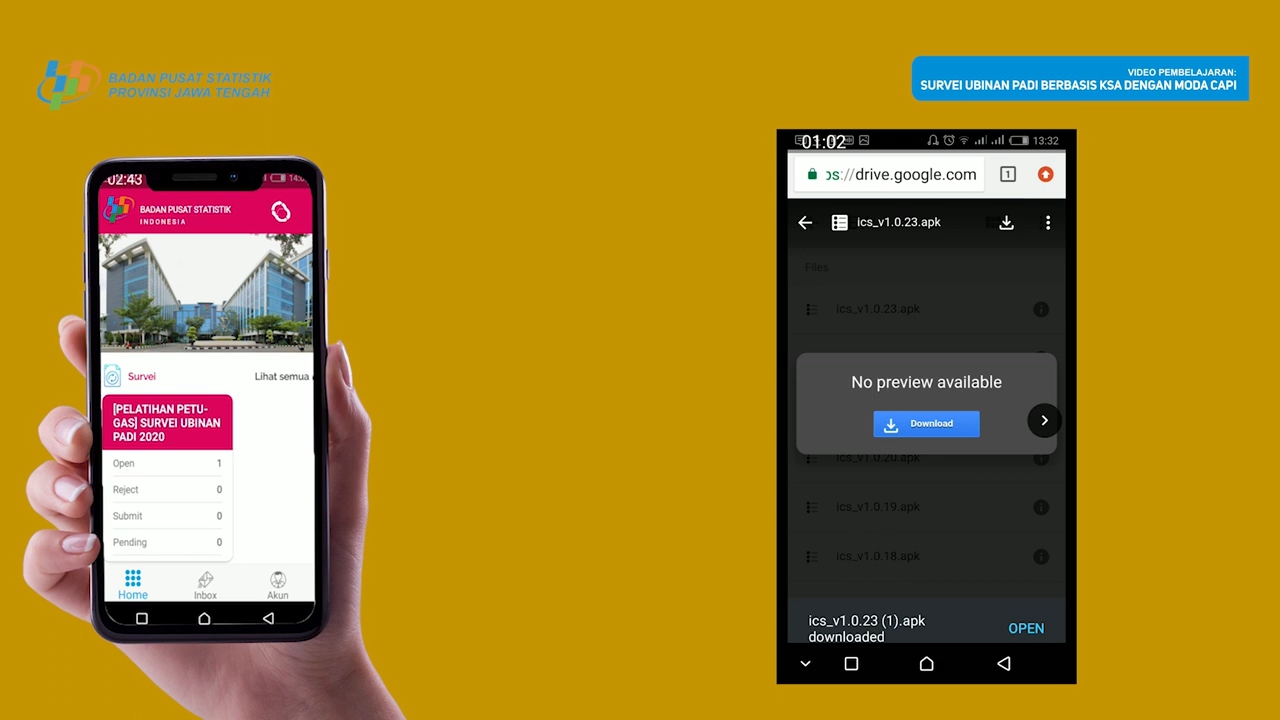 BADAN PUSAT STATISTIK
PROVINSI JAWA TENGAH
VIDEO PEMBELAJARAN:
SURVEI UBINAN PADI BERBASIS KSA DENGAN MODA CAPI
02:43
BADAN PUSAT STATISTIK
INDONESIA
Survei
Lihat semua
[PELATIHAN PETU-
GAS] SURVEI UBINAN
PADI 2020
Open 1
Reject 0
Submit 0
Pending 0
Home
Inbox
Akun
01:02
13:32
ps://drive.google.com
1
ics_v1.0.23.apk
Files
ics_v1.0.23.apk
No preview available
Download
ics_v1.0.20.apk
ics_v1.0.19.apk
ics_v1.0.18.apk
ics_v1.0.23 (1).apk
downloaded
OPEN